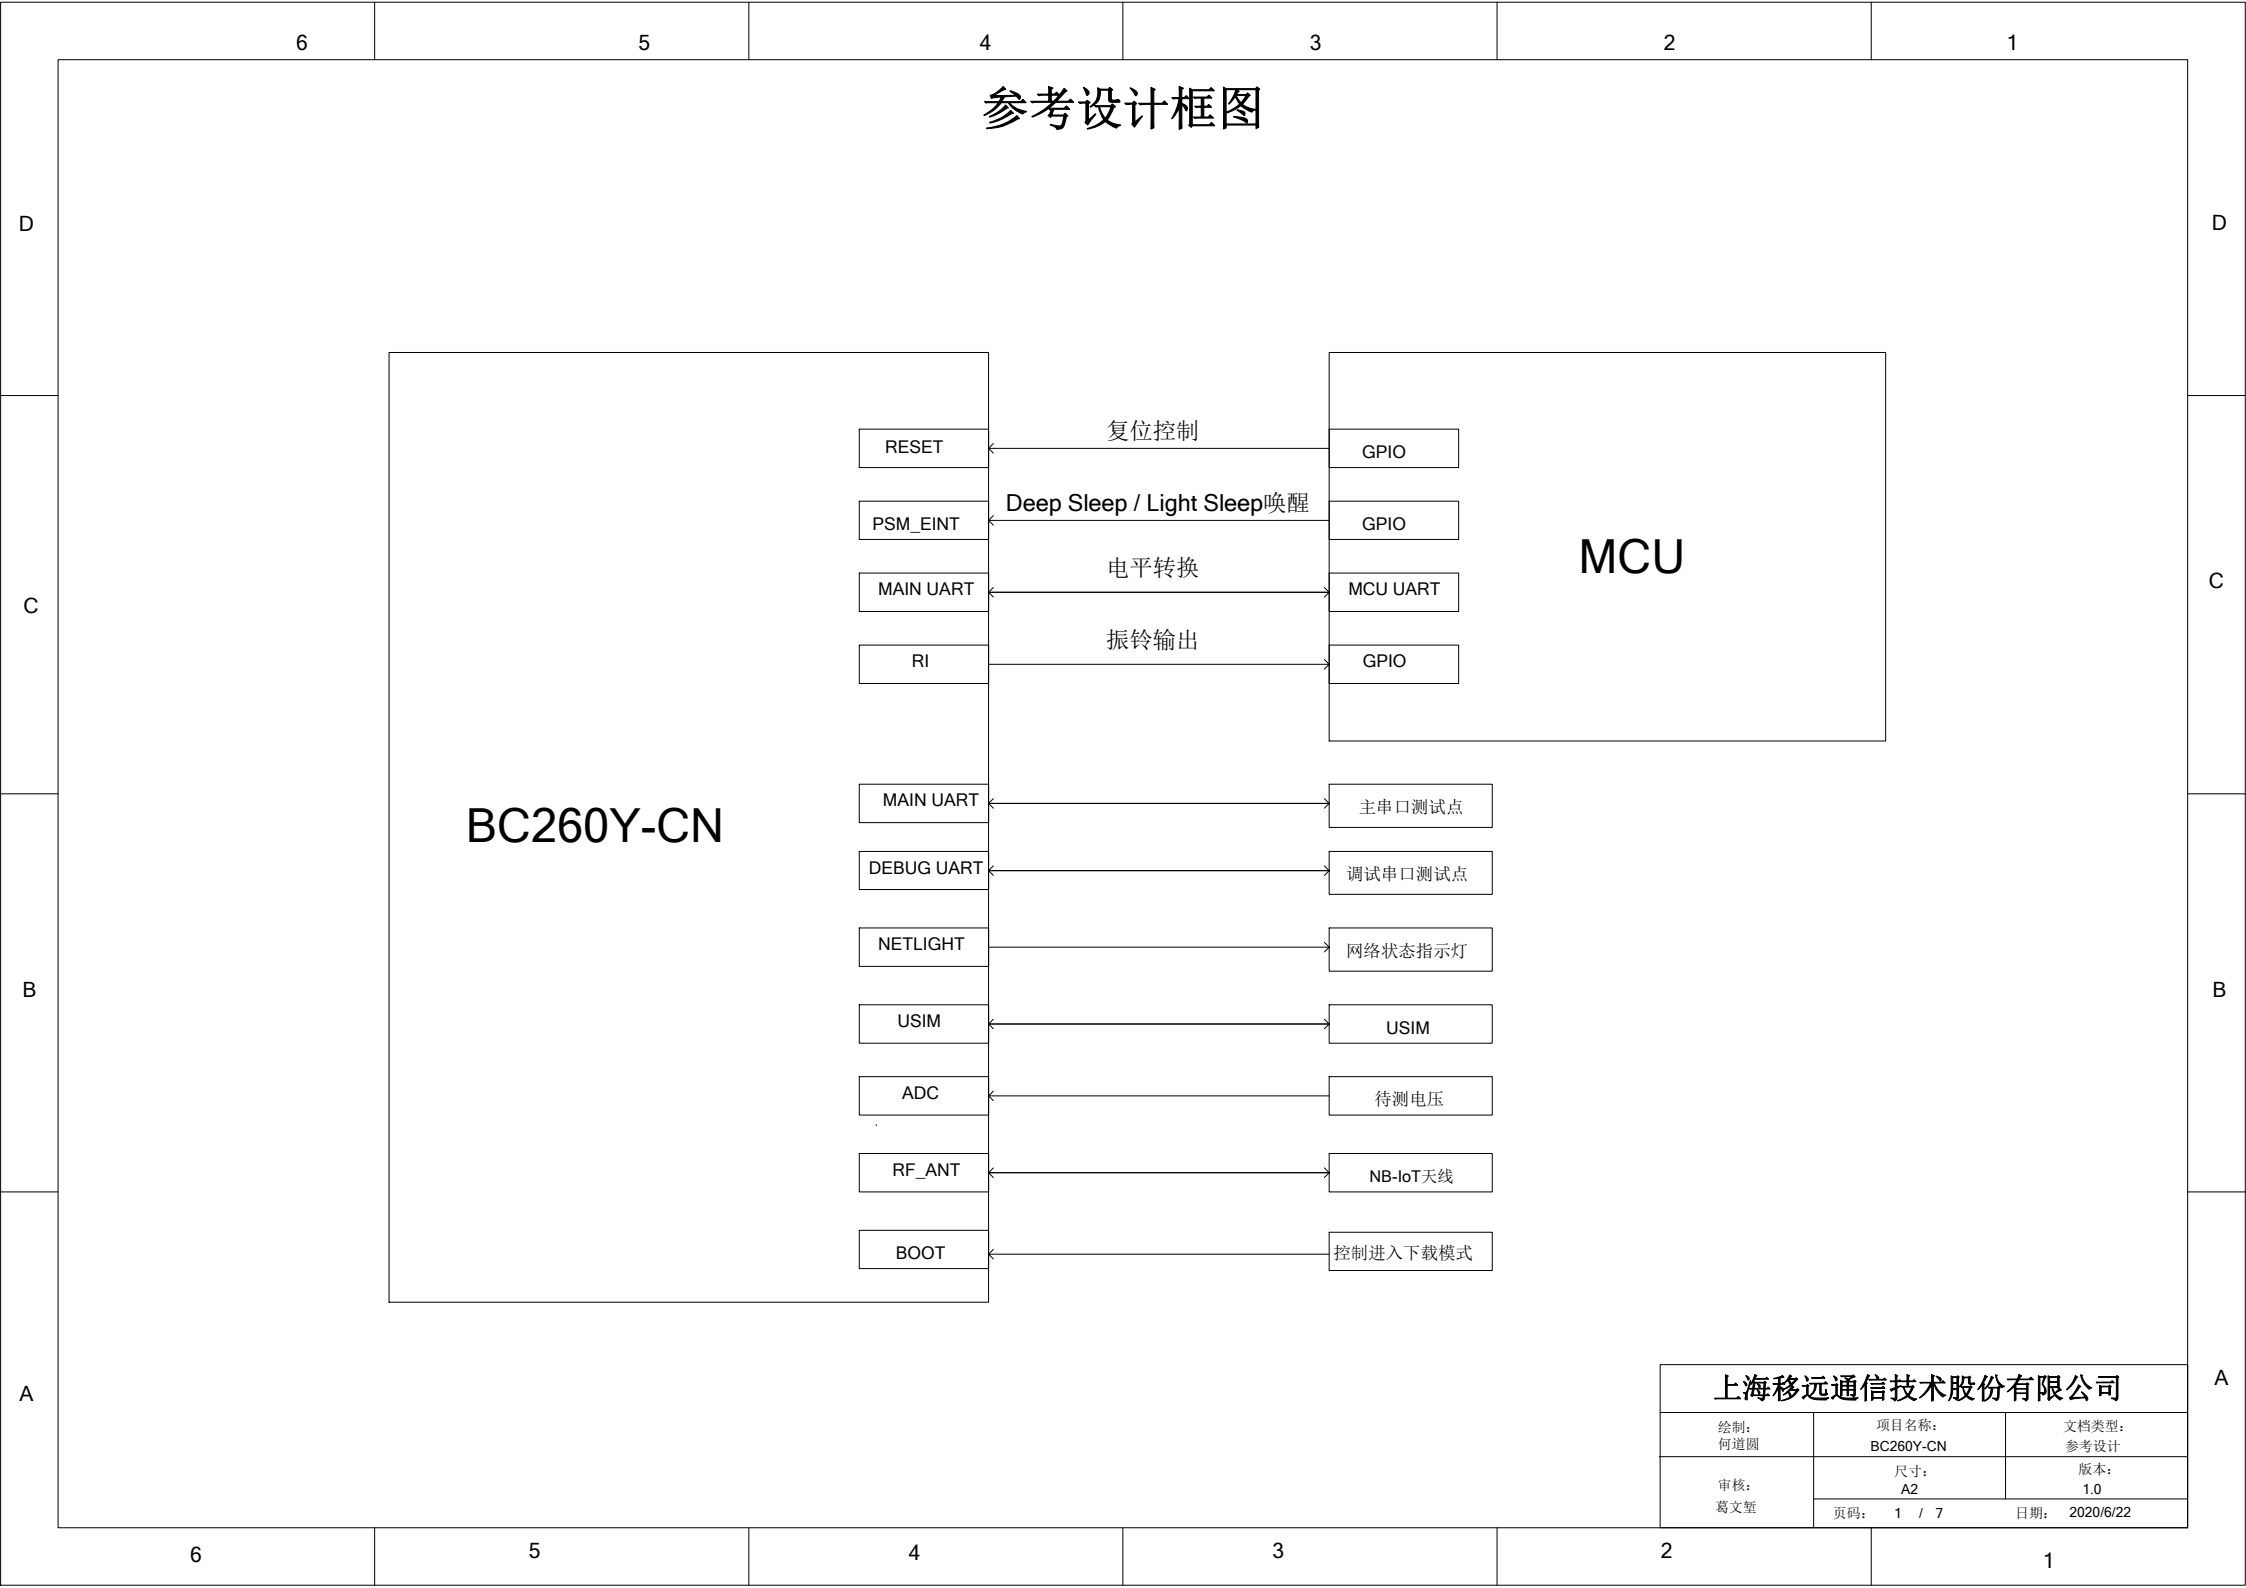 6 5 4 3 2 1
参考设计框图
D D
RESET 复位控制 GPIO
PSM_EINT Deep Sleep / Light Sleep唤醒 GPIO
MCU
MAIN UART 电平转换 MCU UART
C C
RI 振铃输出 GPIO
BC260Y-CN
MAIN UART 主串口测试点
DEBUG UART 调试串口测试点
NETLIGHT 网络状态指示灯
B B
USIM USIM
ADC 待测电压
RF_ANT NB-IoT天线
BOOT 控制进入下载模式
A A
上海移远通信技术股份有限公司
绘制： 项目名称： 文档类型：
何道圆 BC260Y-CN 参考设计
审核： 尺寸： 版本：
葛文堑 A2 1.0
页码： 1 / 7 日期： 2020/6/22
6 5 4 3 2 1